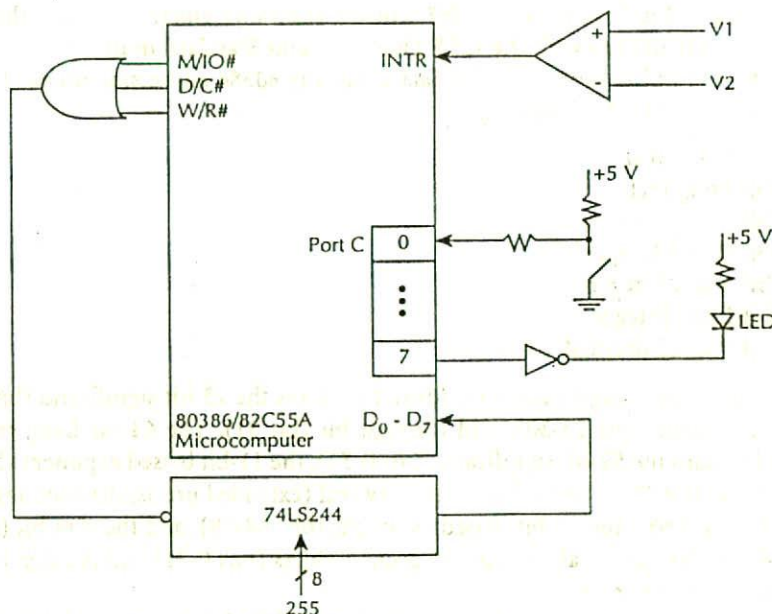 M/IO#
D/C#
W/R#
INTR
+
-
V1
V2
+5 V
+5 V
Port C
0
7
LED
80386/82C55A
Microcomputer
D₀ - D₇
74LS244
8
255